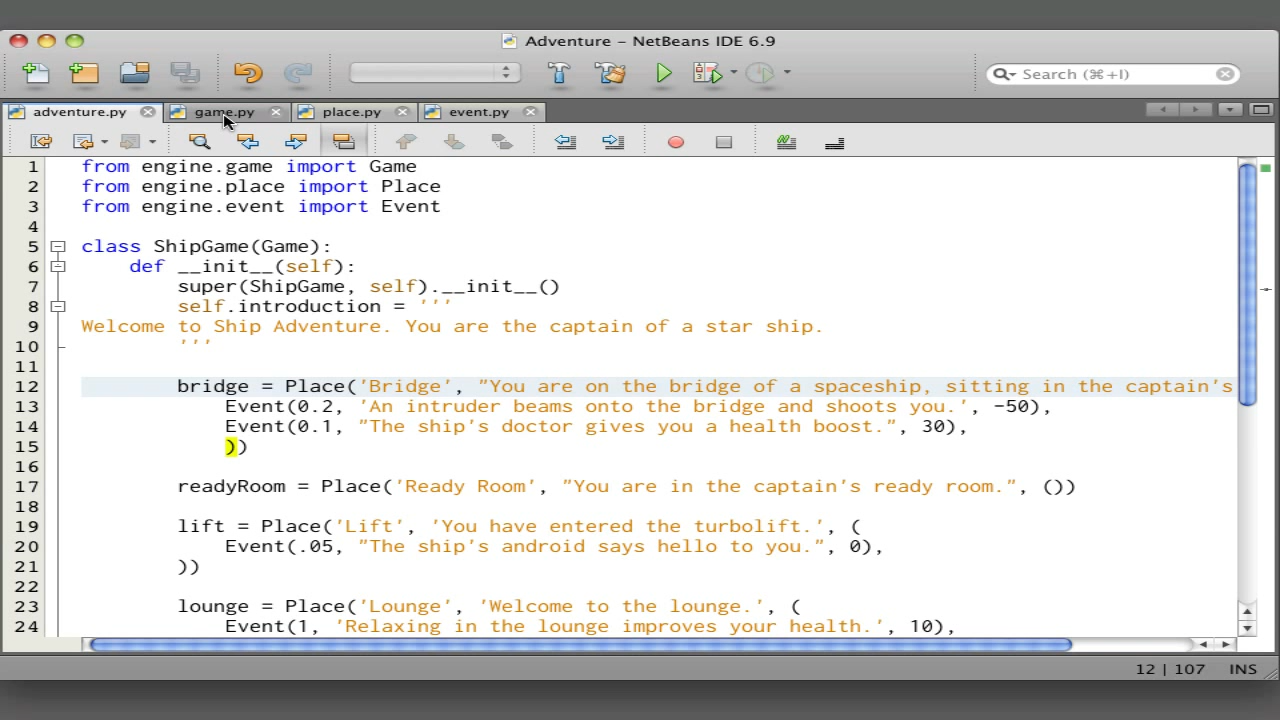 Adventure – NetBeans IDE 6.9
Search (⌘+I)
adventure.py game.py place.py event.py
1 from engine.game import Game
2 from engine.place import Place
3 from engine.event import Event
4
5 class ShipGame(Game):
6 def __init__(self):
7 super(ShipGame, self).__init__()
8 self.introduction = '''
9 Welcome to Ship Adventure. You are the captain of a star ship.
10 '''
11
12 bridge = Place('Bridge', "You are on the bridge of a spaceship, sitting in the captain's
13 Event(0.2, 'An intruder beams onto the bridge and shoots you.', -50),
14 Event(0.1, "The ship's doctor gives you a health boost.", 30),
15 ))
16
17 readyRoom = Place('Ready Room', "You are in the captain's ready room.", ())
18
19 lift = Place('Lift', 'You have entered the turbolift.', (
20 Event(.05, "The ship's android says hello to you.", 0),
21 ))
22
23 lounge = Place('Lounge', 'Welcome to the lounge.', (
24 Event(1, 'Relaxing in the lounge improves your health.', 10),
12 | 107 INS